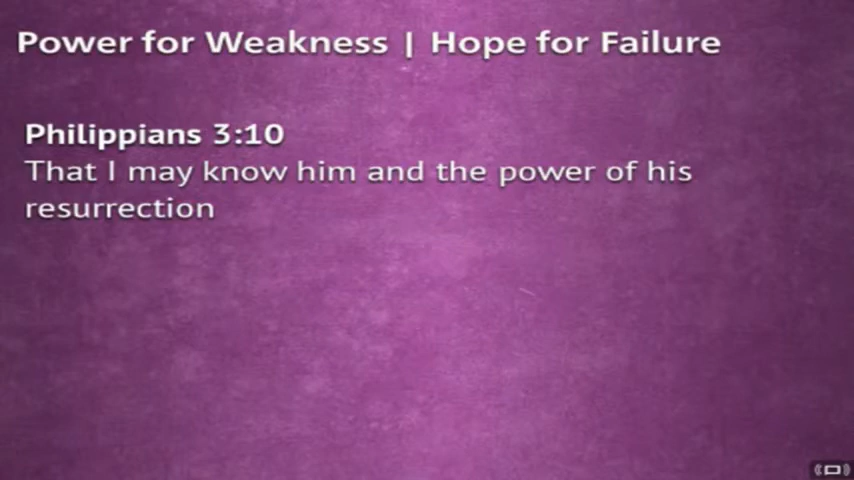 Power for Weakness | Hope for Failure
Philippians 3:10
That I may know him and the power of his
resurrection